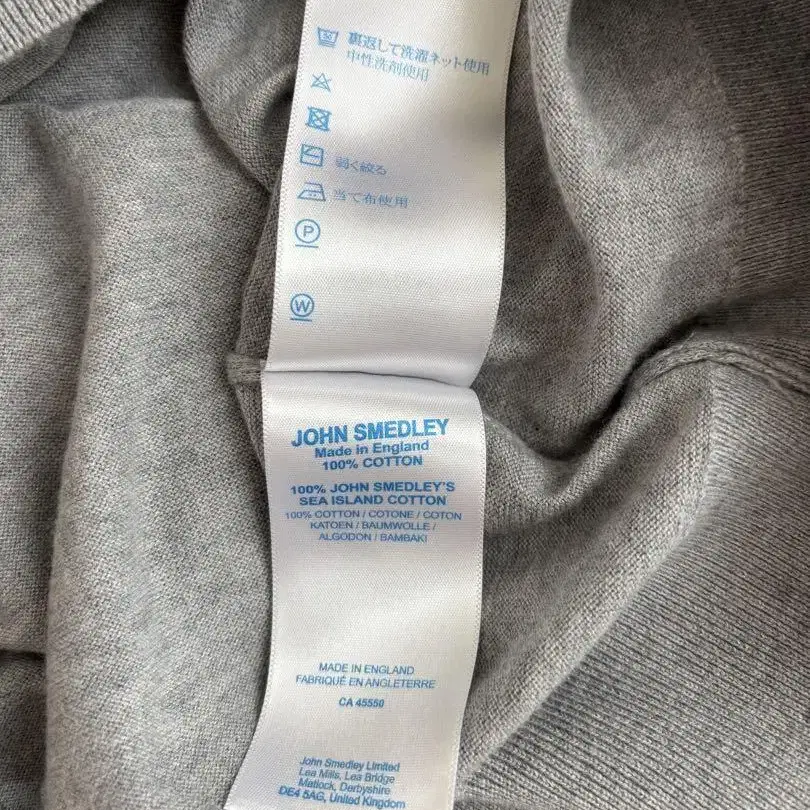 裏返して洗濯ネット使用
中性洗剤使用
弱く絞る
当て布使用
P
W
JOHN SMEDLEY
Made in England
100% COTTON
100% JOHN SMEDLEY'S
SEA ISLAND COTTON
100% COTTON / COTONE / COTON
KATOEN / BAUMWOLLE /
ALGODON / BAMBAKI
MADE IN ENGLAND
FABRIQUÉ EN ANGLETERRE
CA 45550
John Smedley Limited
Lea Mills, Lea Bridge
Matlock, Derbyshire
DE4 5AG, United Kingdom